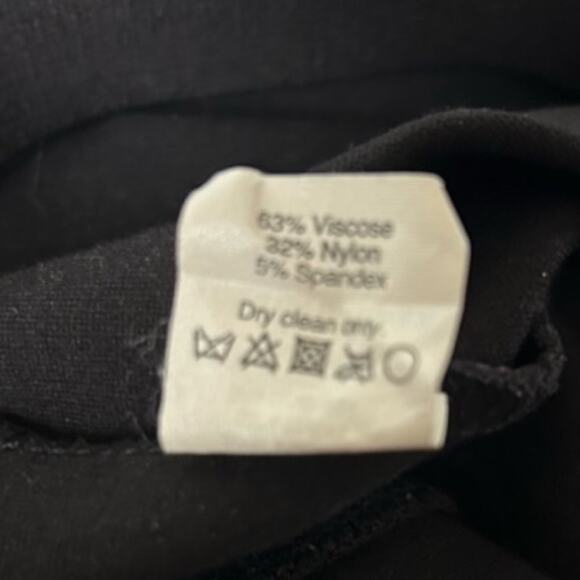 63% Viscose
32% Nylon
5% Spandex
Dry clean only.